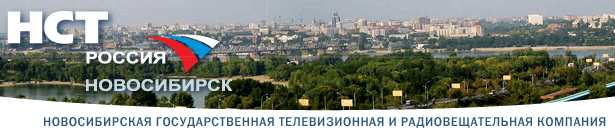 НСТ
РОССИЯ
НОВОСИБИРСК
НОВОСИБИРСКАЯ ГОСУДАРСТВЕННАЯ ТЕЛЕВИЗИОННАЯ И РАДИОВЕЩАТЕЛЬНАЯ КОМПАНИЯ